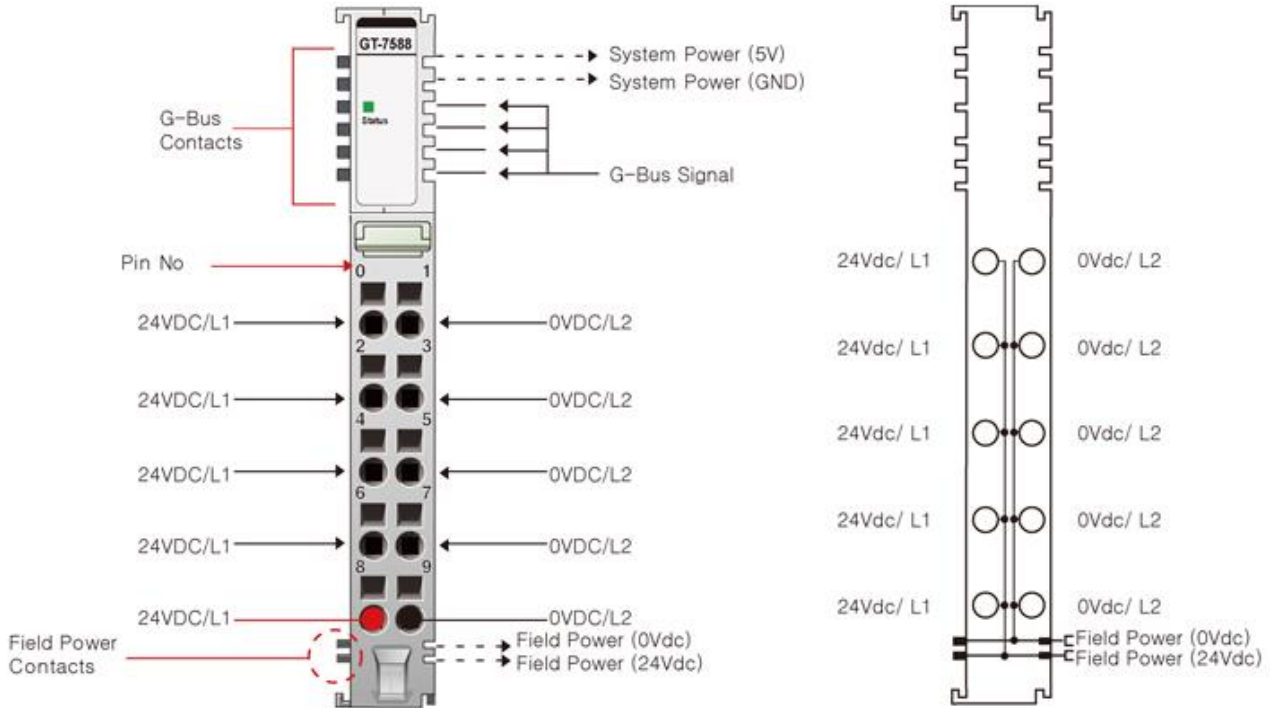 GT-7588
Status
System Power (5V)
System Power (GND)
G-Bus
Contacts
G-Bus Signal
Pin No
0 1
24VDC/L1 0VDC/L2
2 3
24VDC/L1 0VDC/L2
4 5
24VDC/L1 0VDC/L2
6 7
24VDC/L1 0VDC/L2
8 9
24VDC/L1 0VDC/L2
Field Power
Contacts
Field Power (0Vdc)
Field Power (24Vdc)
24Vdc/ L1 0Vdc/ L2
24Vdc/ L1 0Vdc/ L2
24Vdc/ L1 0Vdc/ L2
24Vdc/ L1 0Vdc/ L2
24Vdc/ L1 0Vdc/ L2
Field Power (0Vdc)
Field Power (24Vdc)